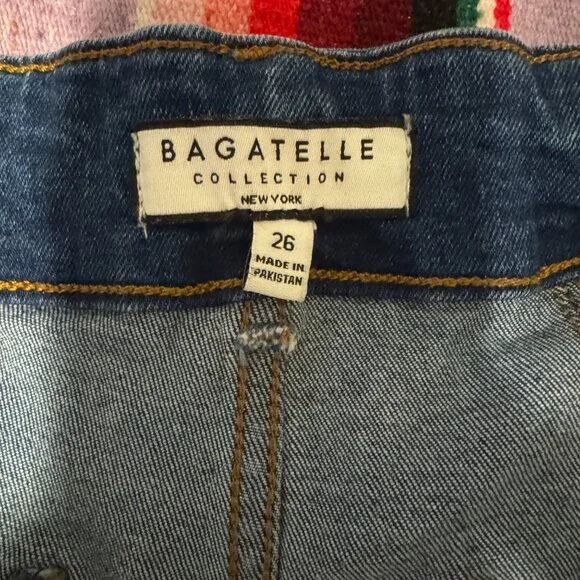 BAGATELLE
COLLECTION
NEW YORK
26
MADE IN
PAKISTAN